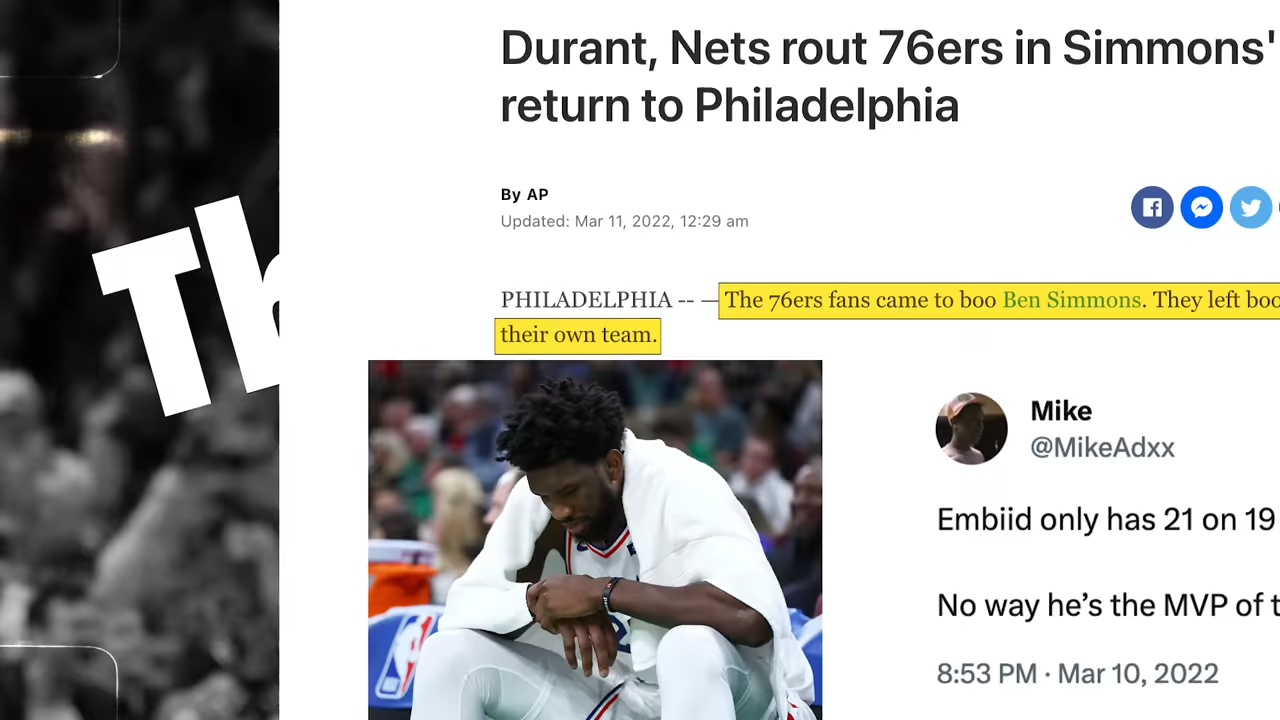 Th
Durant, Nets rout 76ers in Simmons'
return to Philadelphia
By AP
Updated: Mar 11, 2022, 12:29 am
PHILADELPHIA -- — The 76ers fans came to boo Ben Simmons. They left boo
their own team.
Mike
@MikeAdxx
Embiid only has 21 on 19
No way he's the MVP of t
8:53 PM · Mar 10, 2022